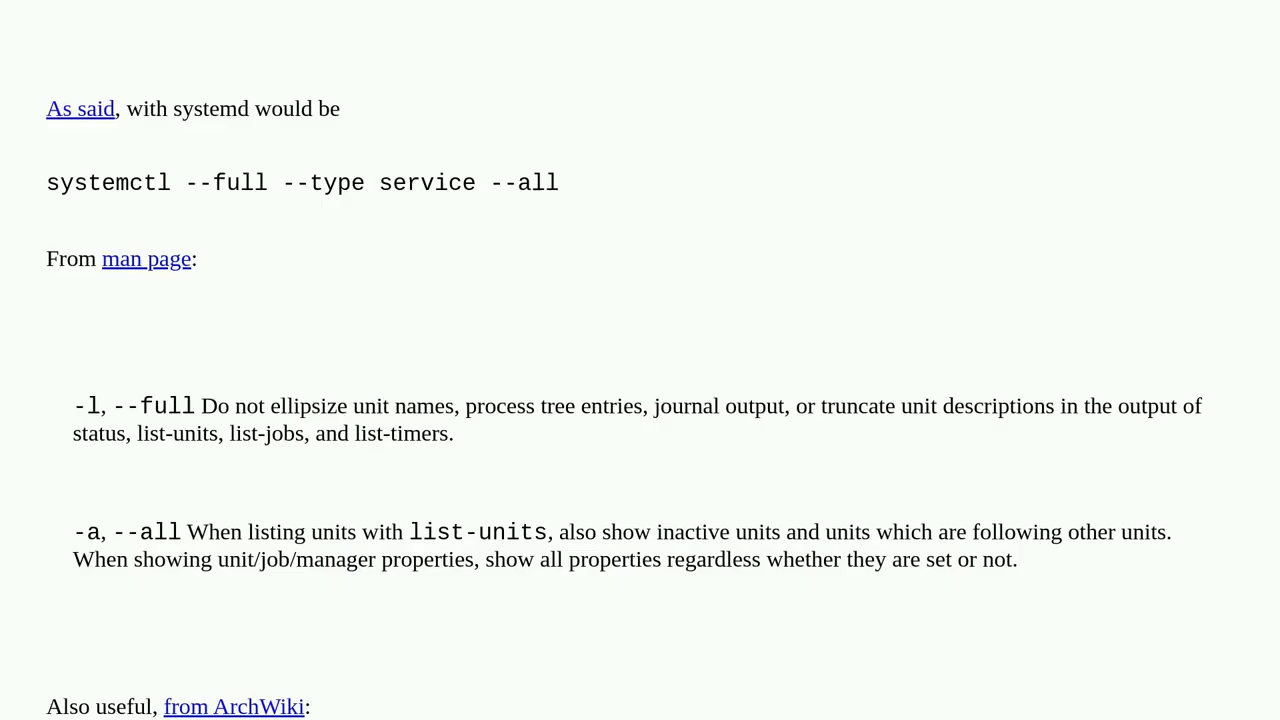 As said, with systemd would be
systemctl --full --type service --all
From man page:
-l, --full Do not ellipsize unit names, process tree entries, journal output, or truncate unit descriptions in the output of
status, list-units, list-jobs, and list-timers.
-a, --all When listing units with list-units, also show inactive units and units which are following other units.
When showing unit/job/manager properties, show all properties regardless whether they are set or not.
Also useful, from ArchWiki: